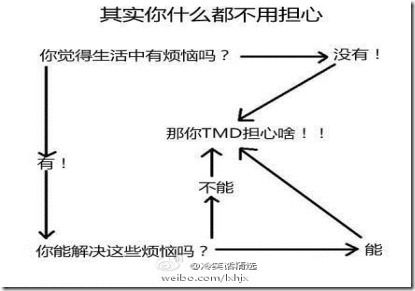 其实你什么都不用担心
你觉得生活中有烦恼吗？
没有！
那你TMD担心啥！！
有！
不能
你能解决这些烦恼吗？
能
@冷笑话精选
weibo.com/lxhjx